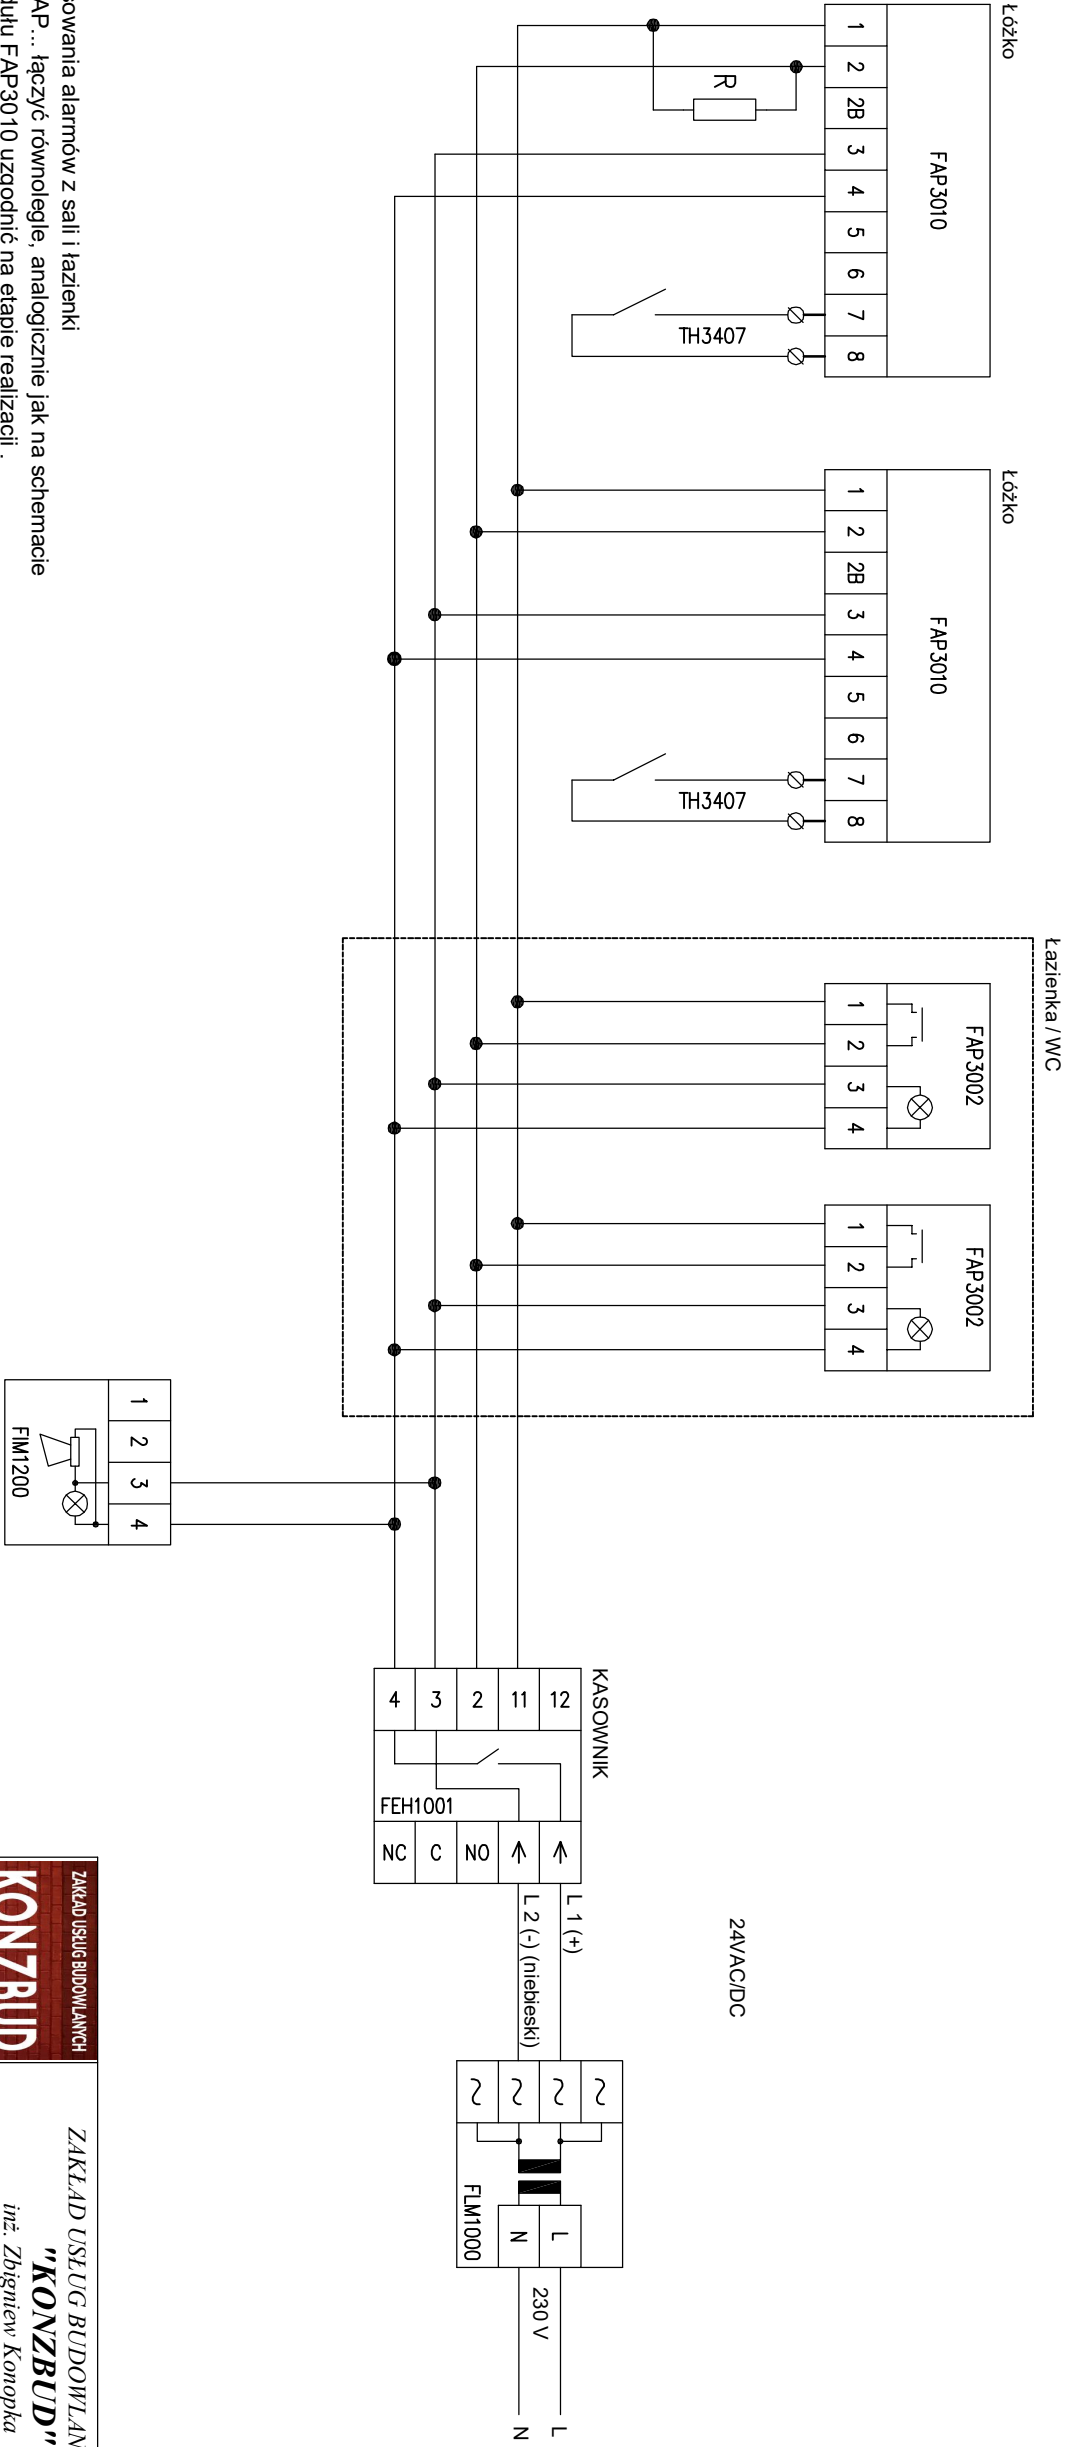 Łóżko
FAP3010
1
2
2B
3
4
5
6
7
8
R
TH3407
Łóżko
FAP3010
1
2
2B
3
4
5
6
7
8
TH3407
Łazienka / WC
FAP3002
1
2
3
4
FAP3002
1
2
3
4
1
2
3
4
FIM1200
KASOWNIK
12
11
2
3
4
FEH1001
NC
C
NO
24VAC/DC
L 1 (+)
L 2 (-) (niebieski)
FLM1000
L
N
230 V
L
N
alarmów z sali i łazienki
łączyć równolegle, analogicznie jak na schemacie
FAP3010 uzgodnić na etapie realizacji .
ZAKŁAD USŁUG BUDOWLANYCH
KONZBUD
ZAKŁAD USŁUG
"KONZBUD"
inż. Zbigniew Konopka